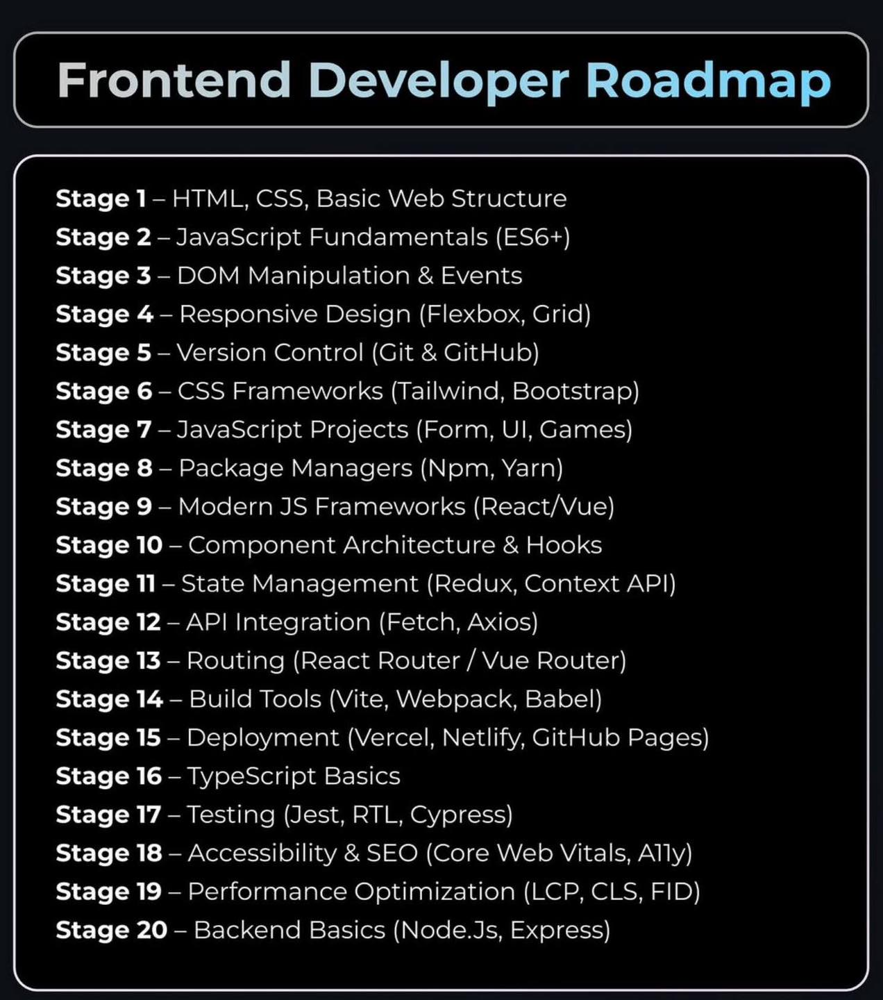 Frontend Developer Roadmap
Stage 1 – HTML, CSS, Basic Web Structure
Stage 2 – JavaScript Fundamentals (ES6+)
Stage 3 – DOM Manipulation & Events
Stage 4 – Responsive Design (Flexbox, Grid)
Stage 5 – Version Control (Git & GitHub)
Stage 6 – CSS Frameworks (Tailwind, Bootstrap)
Stage 7 – JavaScript Projects (Form, UI, Games)
Stage 8 – Package Managers (Npm, Yarn)
Stage 9 – Modern JS Frameworks (React/Vue)
Stage 10 – Component Architecture & Hooks
Stage 11 – State Management (Redux, Context API)
Stage 12 – API Integration (Fetch, Axios)
Stage 13 – Routing (React Router / Vue Router)
Stage 14 – Build Tools (Vite, Webpack, Babel)
Stage 15 – Deployment (Vercel, Netlify, GitHub Pages)
Stage 16 – TypeScript Basics
Stage 17 – Testing (Jest, RTL, Cypress)
Stage 18 – Accessibility & SEO (Core Web Vitals, A11y)
Stage 19 – Performance Optimization (LCP, CLS, FID)
Stage 20 – Backend Basics (Node.Js, Express)